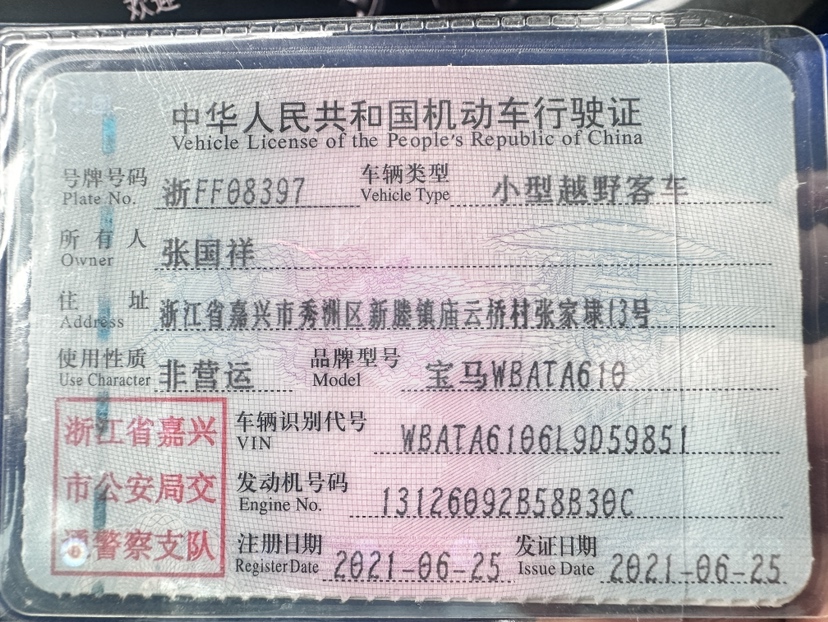 欢迎
中华人民共和国机动车行驶证
Vehicle License of the People's Republic of China
号牌号码 浙FF08397 车辆类型 小型越野客车
Plate No. Vehicle Type
所有人 张国祥
Owner
住址 浙江省嘉兴市秀洲区新塍镇庙云桥村张家埭13号
Address
使用性质 非营运 品牌型号 宝马WBATA610
Use Character Model
浙江省嘉兴 车辆识别代号 WBATA6106L9D59851
VIN
市公安局交 发动机号码 13126092B58B30C
Engine No.
通警察支队 注册日期 2021-06-25 发证日期 2021-06-25
Register Date Issue Date